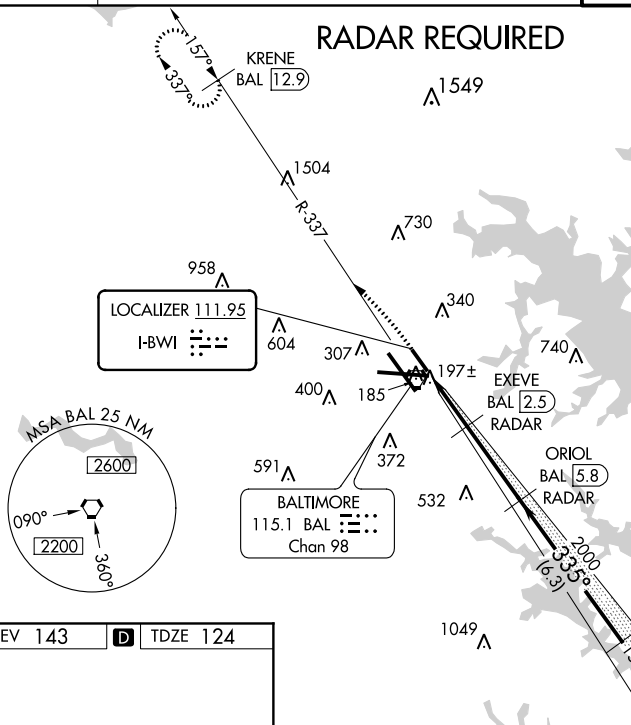 RADAR REQUIRED
KRENE
BAL 12.9
157°
337°
1549
1504
R-337
730
958
LOCALIZER 111.95
I-BWI
604
340
307
740
197±
185
400
EXEVE
BAL 2.5
RADAR
MSA BAL 25 NM
2600
090°
2200
360°
372
591
ORIOL
BAL 5.8
RADAR
532
BALTIMORE
115.1 BAL
Chan 98
2000
335°
(6.3)
1049
EV 143
D
TDZE 124